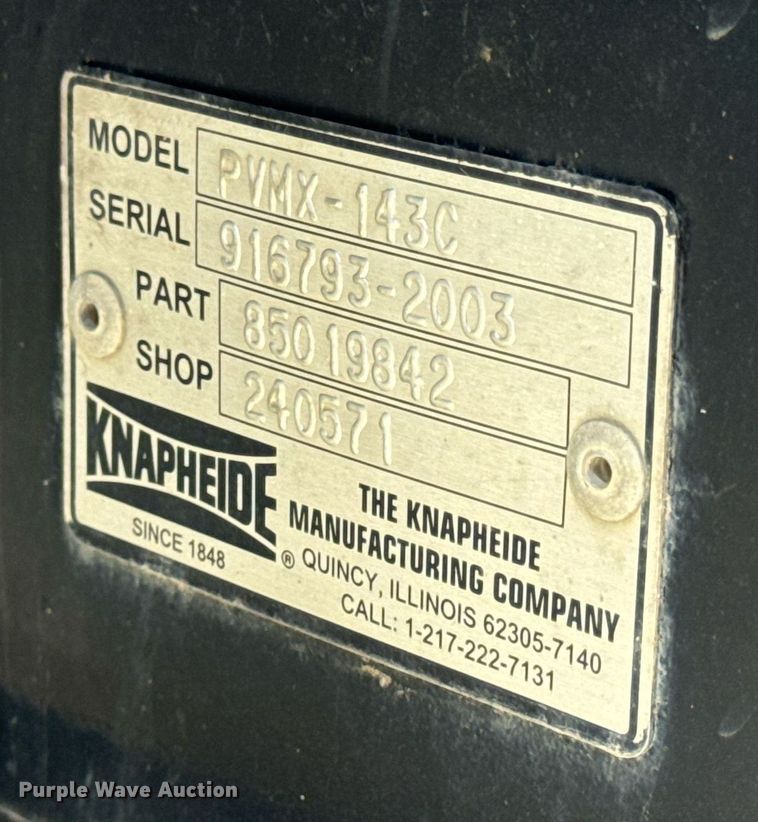 MODEL PVMX-143C
SERIAL 916793-2003
PART 85019842
SHOP 240571
KNAPHEIDE
SINCE 1848 ®
THE KNAPHEIDE
MANUFACTURING COMPANY
QUINCY, ILLINOIS 62305-7140
CALL: 1-217-222-7131
Purple Wave Auction